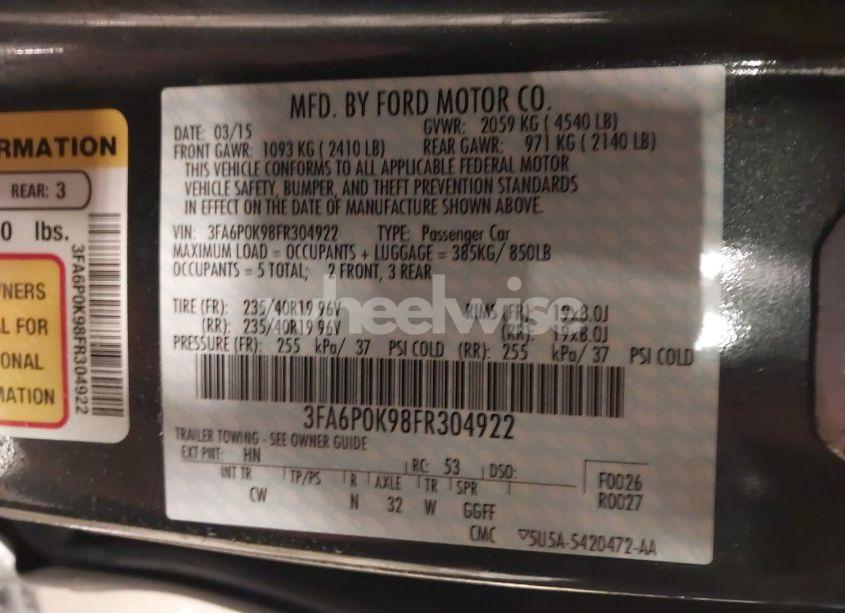 MFD. BY FORD MOTOR CO.
DATE: 03/15 GVWR: 2059 KG ( 4540 LB)
FRONT GAWR: 1093 KG ( 2410 LB) REAR GAWR: 971 KG ( 2140 LB)
THIS VEHICLE CONFORMS TO ALL APPLICABLE FEDERAL MOTOR
VEHICLE SAFETY, BUMPER, AND THEFT PREVENTION STANDARDS
IN EFFECT ON THE DATE OF MANUFACTURE SHOWN ABOVE.
VIN: 3FA6P0K98FR304922 TYPE: Passenger Car
MAXIMUM LOAD = OCCUPANTS + LUGGAGE = 385KG/ 850LB
OCCUPANTS = 5 TOTAL; 2 FRONT, 3 REAR
TIRE (FR): 235/40R19 96V RIMS (FR): 19x8.0J
(RR): 235/40R19 96V (RR): 19x8.0J
PRESSURE (FR): 255 kPa/ 37 PSI COLD (RR): 255 kPa/ 37 PSI COLD
3FA6P0K98FR304922
TRAILER TOWING - SEE OWNER GUIDE
EXT PNT: HN RC: 53 DSO:
INT TR TP/PS R AXLE TR SPR
CW N 32 W GGFF
F0026
R0027
CMC 5U5A-5420472-AA
RMATION
REAR: 3
0 lbs.
3FA6P0K98FR304922
WNERS
AL FOR
IONAL
MATION
heelwise